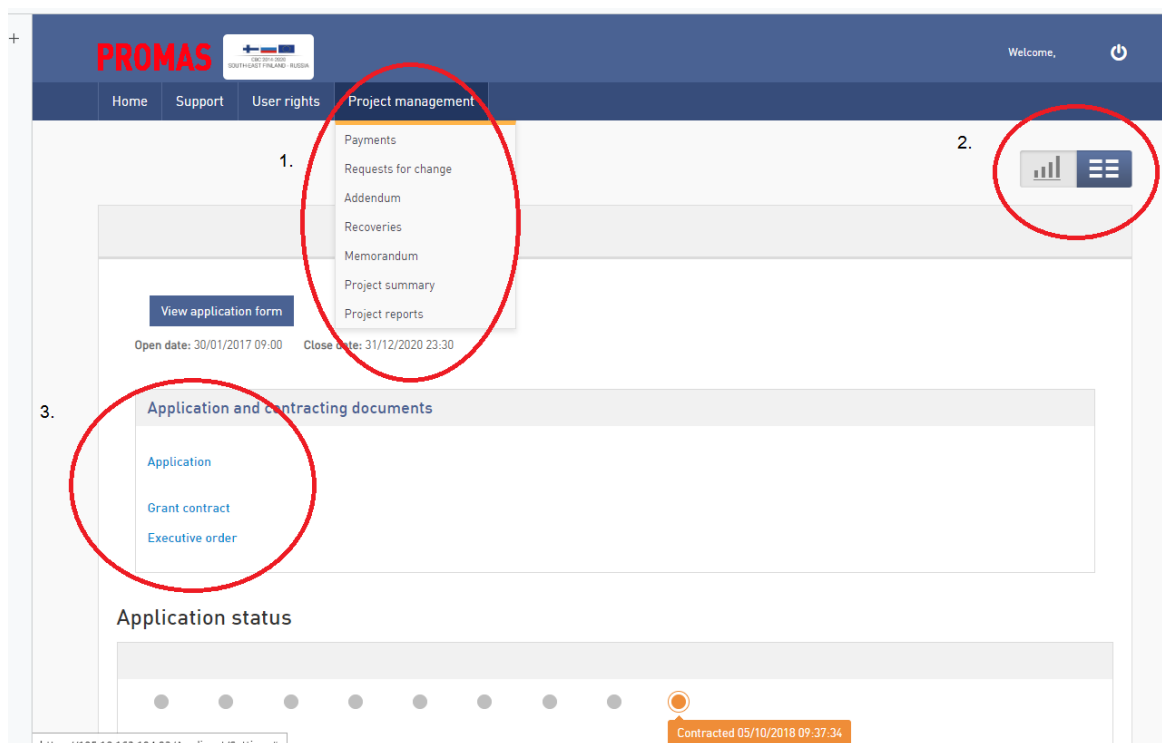 +
PROMAS
CBC 2014-2020
SOUTH-EAST FINLAND - RUSSIA
Welcome,
Home Support User rights Project management
1.
2.
Payments
Requests for change
Addendum
Recoveries
Memorandum
Project summary
Project reports
View application form
Open date: 30/01/2017 09:00 Close date: 31/12/2020 23:30
3.
Application and contracting documents
Application
Grant contract
Executive order
Application status
Contracted 05/10/2018 09:37:34